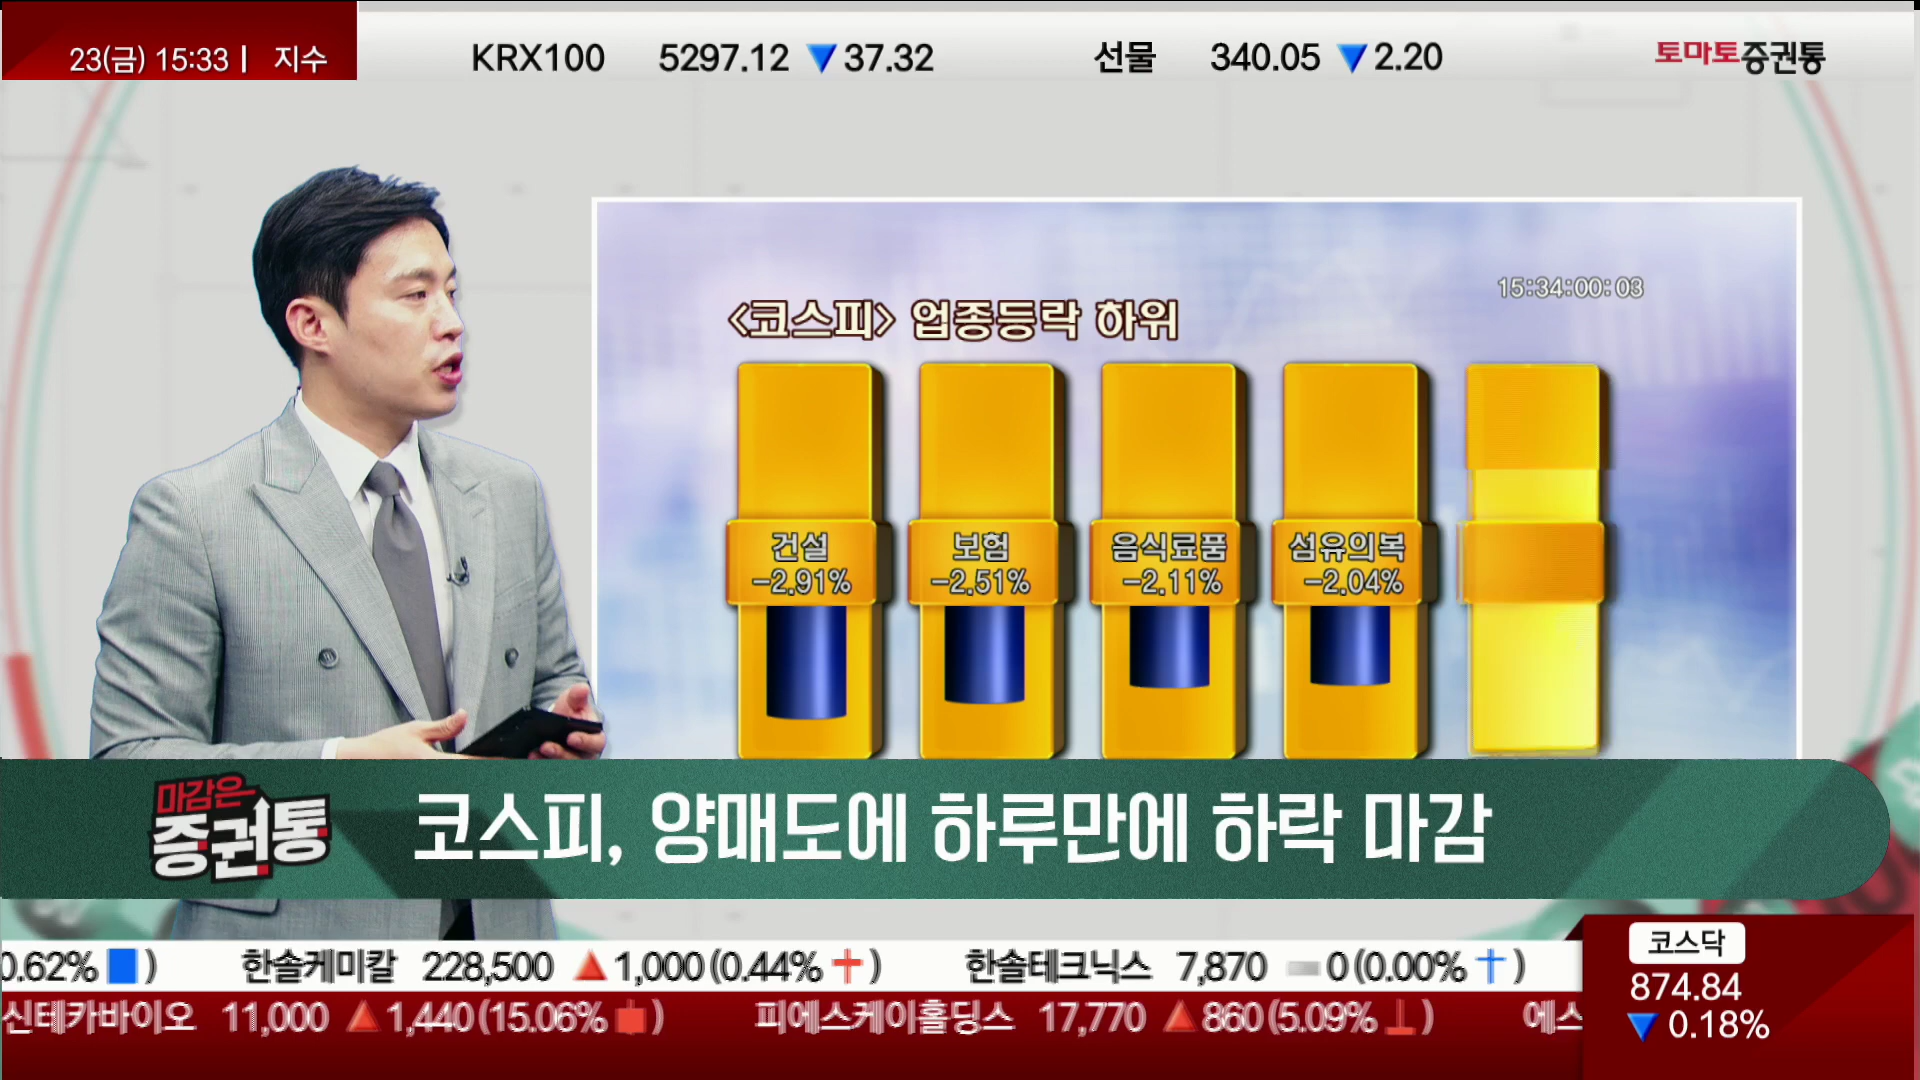 23(금) 15:33 | 지수
KRX100 5297.12 ▼37.32 선물 340.05 ▼2.20
토마토증권통
15:34:00:03
<코스피> 업종등락 하위
건설 -2.91%
보험 -2.51%
음식료품 -2.11%
섬유의복 -2.04%
마감은 증권통
코스피, 양매도에 하루만에 하락 마감
0.62% ) 한솔케미칼 228,500 ▲1,000(0.44% ) 한솔테크닉스 7,870 0(0.00% )
신테카바이오 11,000 ▲1,440(15.06% ) 피에스케이홀딩스 17,770 ▲860(5.09% ) 에스
코스닥
874.84
▼ 0.18%